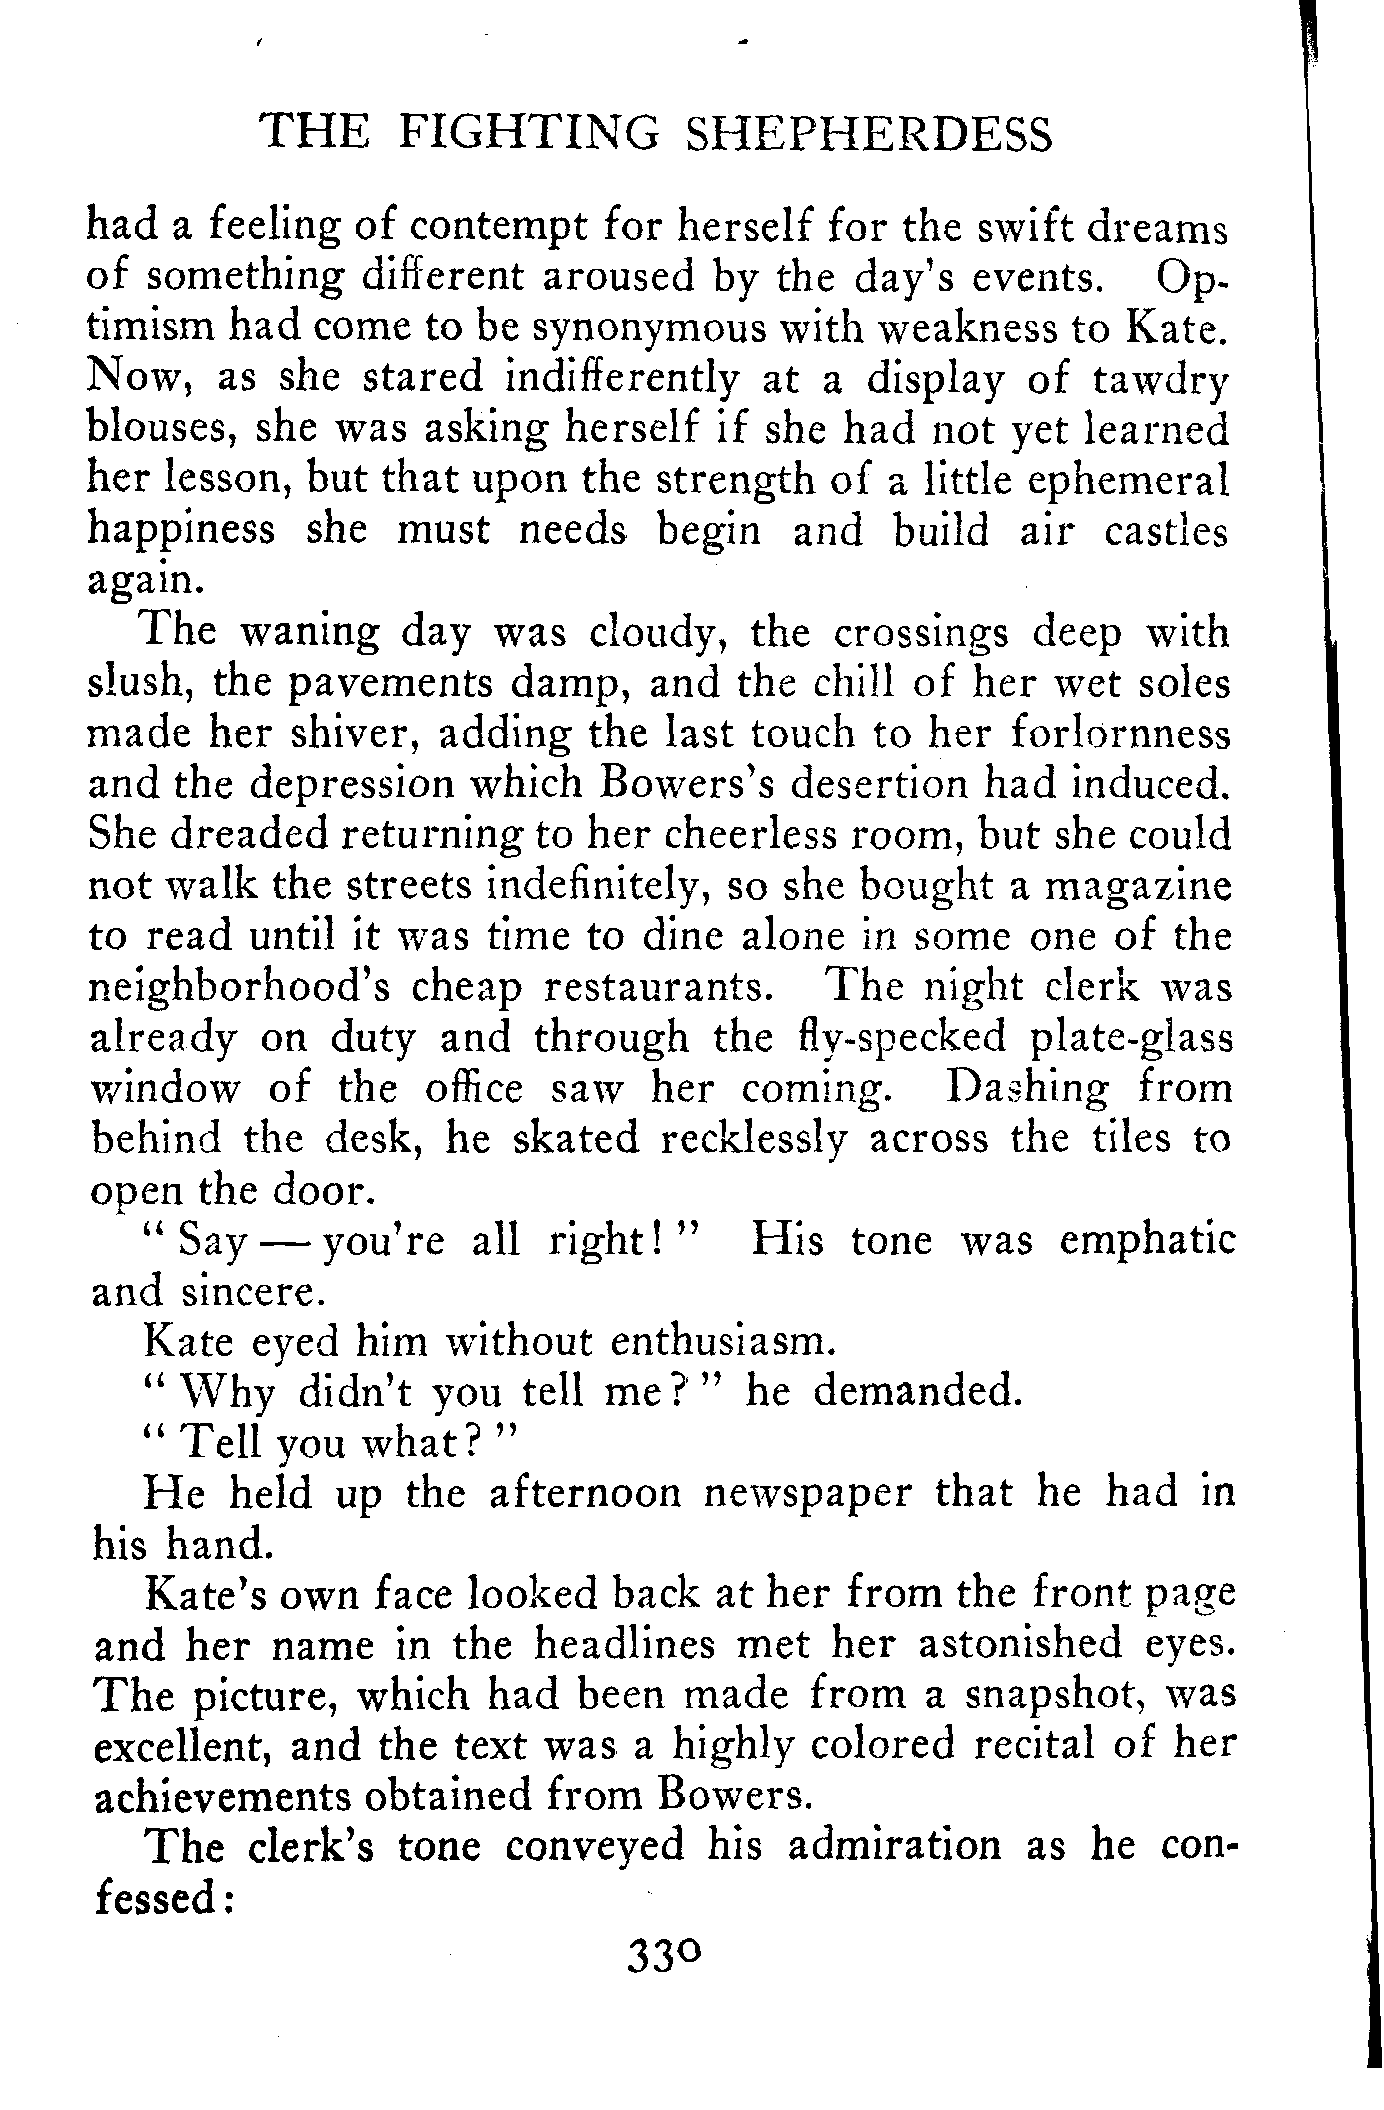 THE FIGHTING SHEPHERDESS
had a feeling of contempt for herself for the swift dreams
of something different aroused by the day's events. Op-
timism had come to be synonymous with weakness to Kate.
Now, as she stared indifferently at a display of tawdry
blouses, she was asking herself if she had not yet learned
her lesson, but that upon the strength of a little ephemeral
happiness she must needs begin and build air castles
again.
The waning day was cloudy, the crossings deep with
slush, the pavements damp, and the chill of her wet soles
made her shiver, adding the last touch to her forlornness
and the depression which Bowers's desertion had induced.
She dreaded returning to her cheerless room, but she could
not walk the streets indefinitely, so she bought a magazine
to read until it was time to dine alone in some one of the
neighborhood's cheap restaurants. The night clerk was
already on duty and through the fly-specked plate-glass
window of the office saw her coming. Dashing from
behind the desk, he skated recklessly across the tiles to
open the door.
" Say — you're all right! " His tone was emphatic
and sincere.
Kate eyed him without enthusiasm.
" Why didn't you tell me? " he demanded.
" Tell you what? "
He held up the afternoon newspaper that he had in
his hand.
Kate's own face looked back at her from the front page
and her name in the headlines met her astonished eyes.
The picture, which had been made from a snapshot, was
excellent, and the text was a highly colored recital of her
achievements obtained from Bowers.
The clerk's tone conveyed his admiration as he con-
fessed:
330